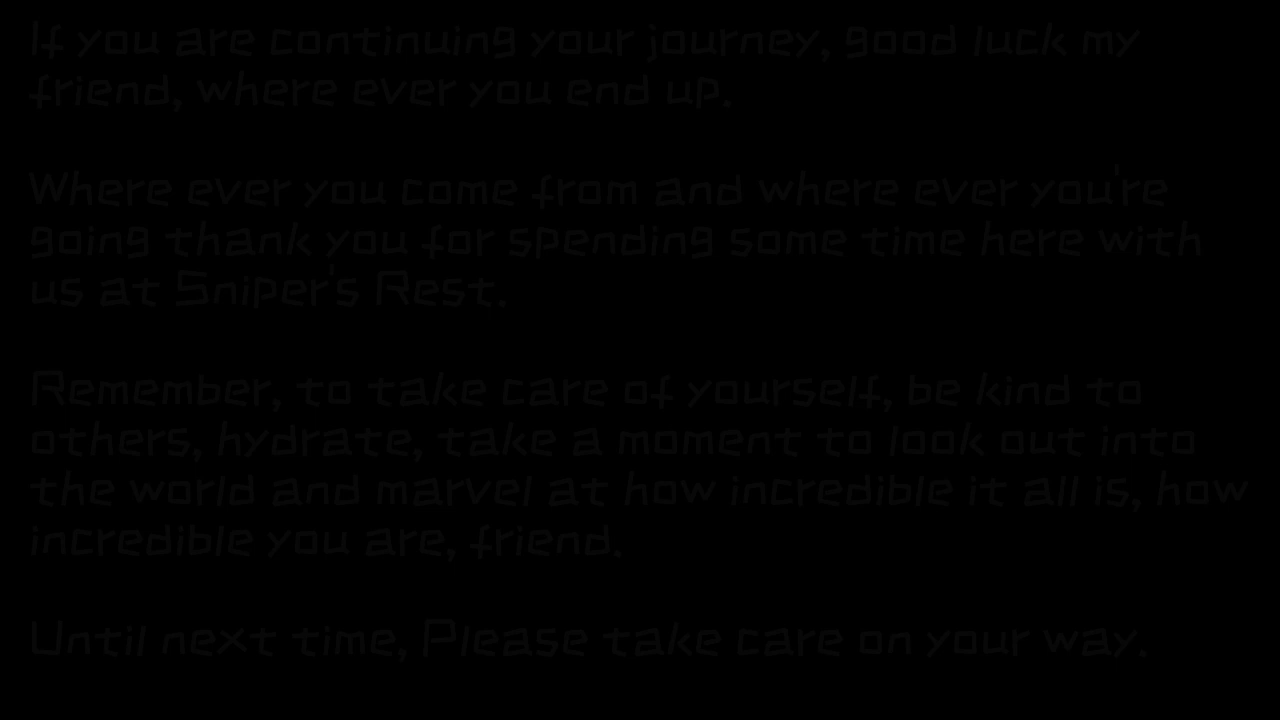 If you are continuing your journey, good luck my
friend, where ever you end up.
Where ever you come from and where ever you're
going thank you for spending some time here with
us at Sniper's Rest.
Remember, to take care of yourself, be kind to
others, hydrate, take a moment to look out into
the world and marvel at how incredible it all is, how
incredible you are, friend.
Until next time, Please take care on your way.